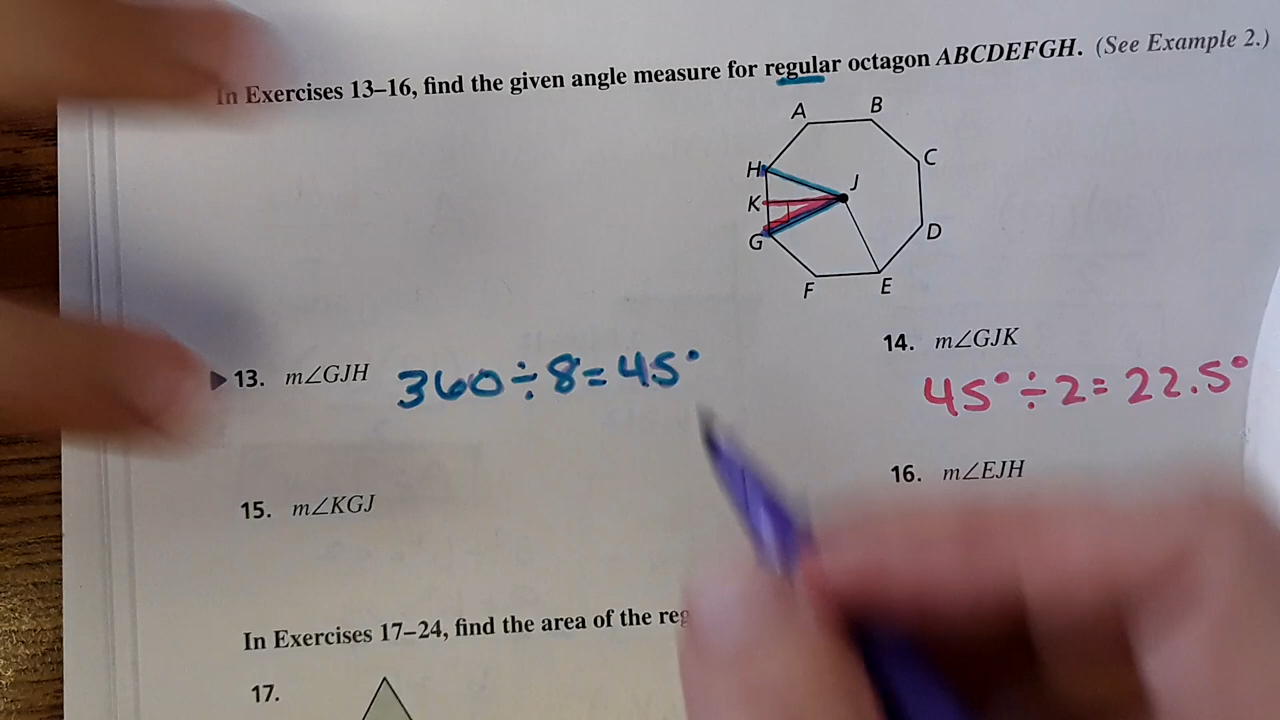 In Exercises 13–16, find the given angle measure for regular octagon ABCDEFGH. (See Example 2.)
A B
H C
K J
G D
F E
13. m∠GJH 360÷8=45°
14. m∠GJK
45°÷2=22.5°
15. m∠KGJ
16. m∠EJH
In Exercises 17–24, find the area of the
17.